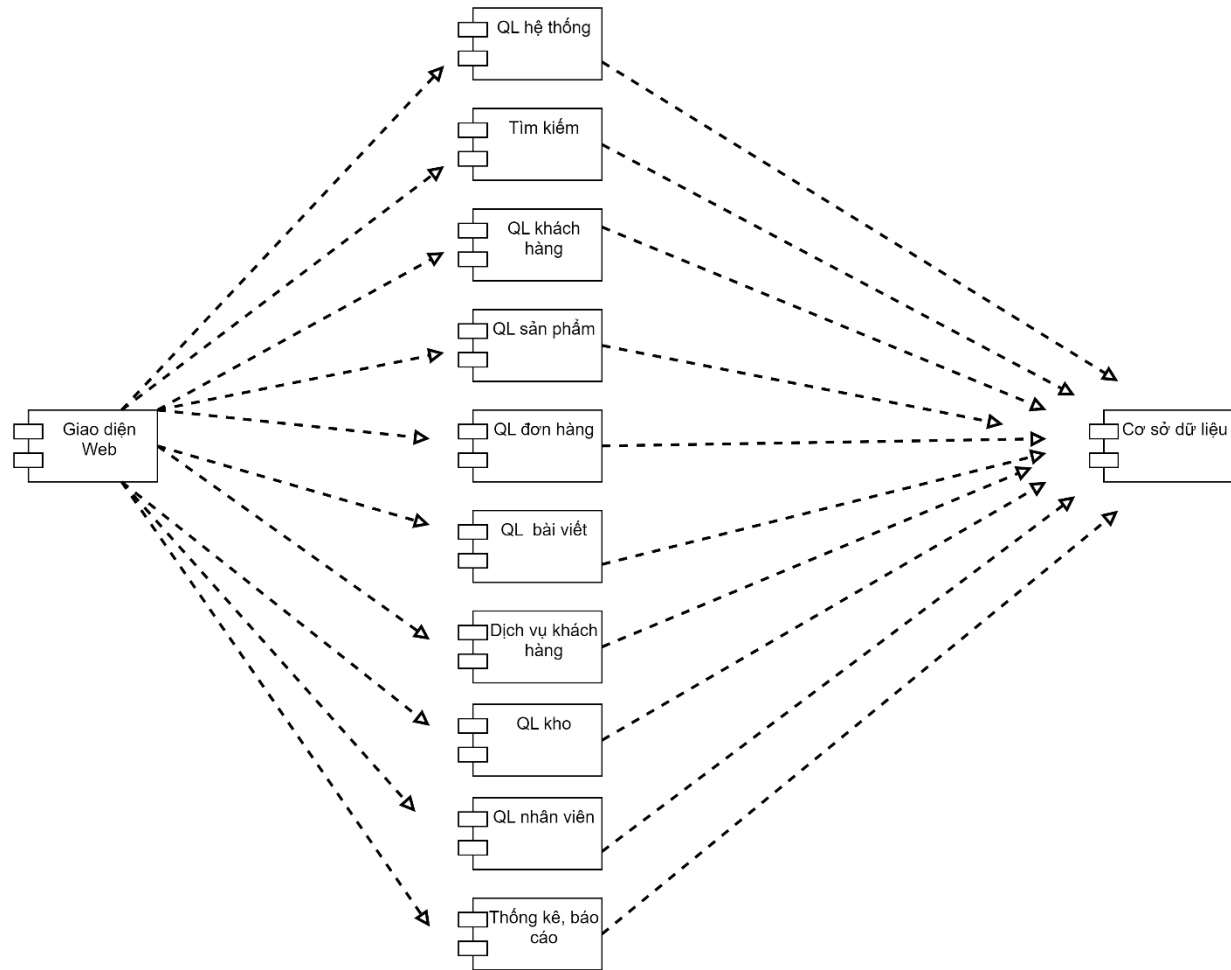 QL hệ thống
Tìm kiếm
QL khách
hàng
QL sản phẩm
Giao diện
Web
QL đơn hàng
Cơ sở dữ liệu
QL  bài viết
Dịch vụ khách
hàng
QL kho
QL nhân viên
Thống kê, báo
cáo